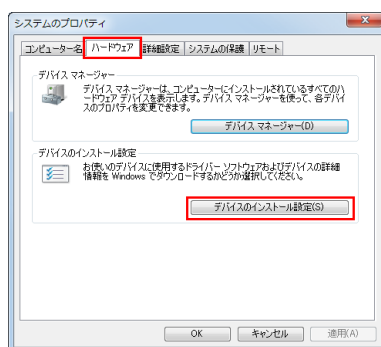 システムのプロパティ
コンピューター名 ハードウェア 詳細設定 システムの保護 リモート
デバイス マネージャー
デバイス マネージャーは、コンピューターにインストールされているすべてのハ
ードウェア デバイスを表示します。デバイス マネージャーを使って、各デバイ
スのプロパティを変更できます。
デバイス マネージャー(D)
デバイスのインストール設定
お使いのデバイスに使用するドライバー ソフトウェアおよびデバイスの詳細
情報を Windows でダウンロードするかどうか選択してください。
デバイスのインストール設定(S)
OK キャンセル 適用(A)